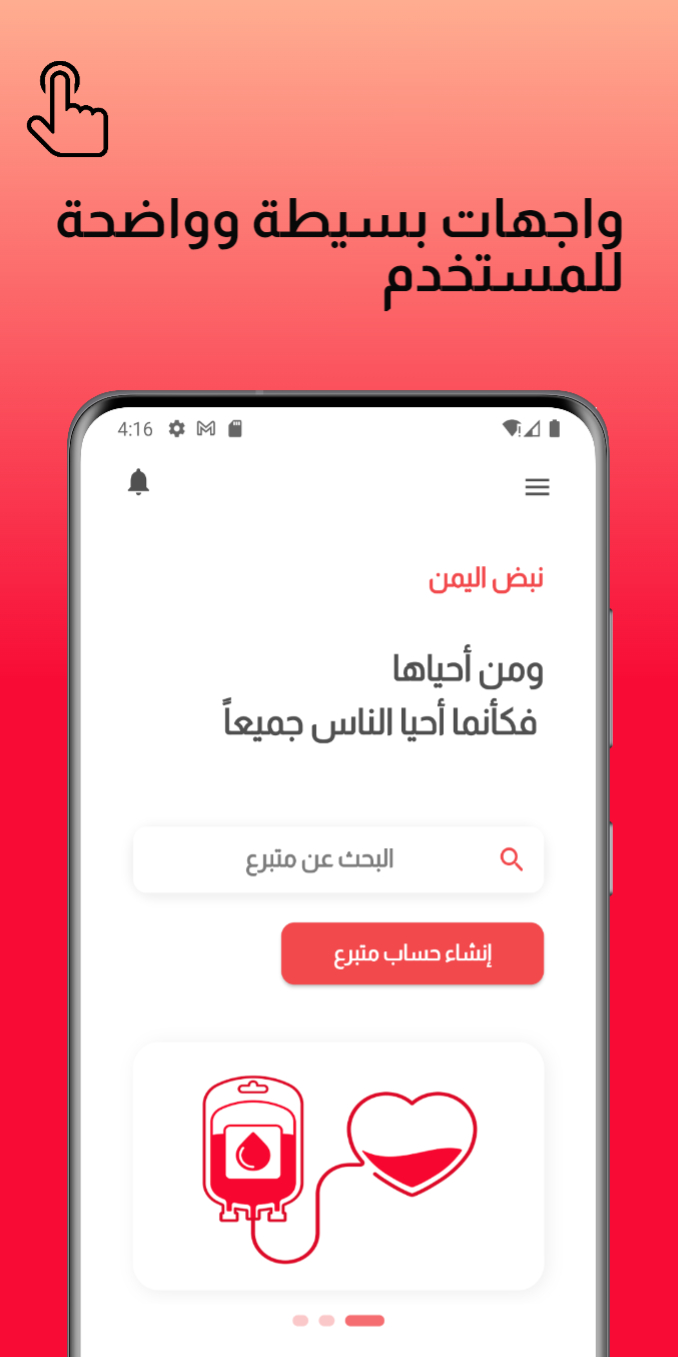 واجهات بسيطة وواضحة
للمستخدم
4:16
نبض اليمن
ومن أحياها
فكأنما أحيا الناس جميعاً
البحث عن متبرع
إنشاء حساب متبرع